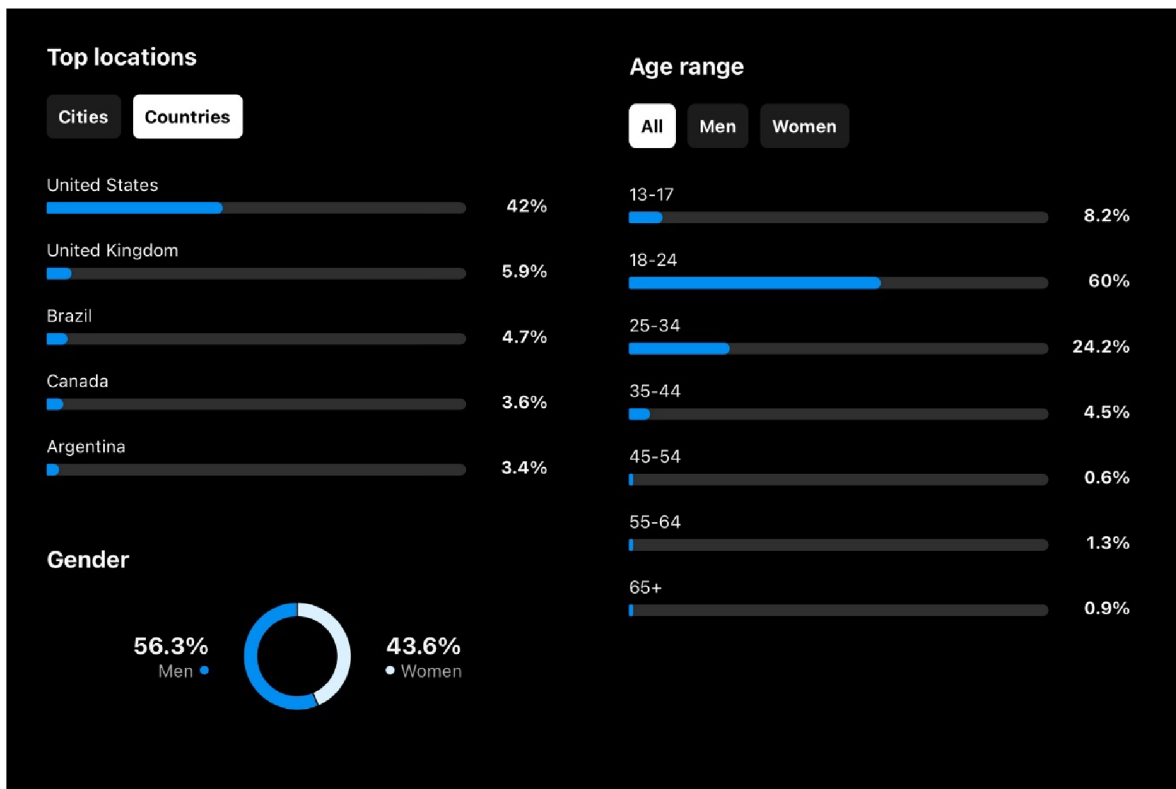 Top locations
Cities Countries
United States
42%
United Kingdom
5.9%
Brazil
4.7%
Canada
3.6%
Argentina
3.4%
Gender
56.3%
Men
43.6%
Women
Age range
All Men Women
13-17
8.2%
18-24
60%
25-34
24.2%
35-44
4.5%
45-54
0.6%
55-64
1.3%
65+
0.9%